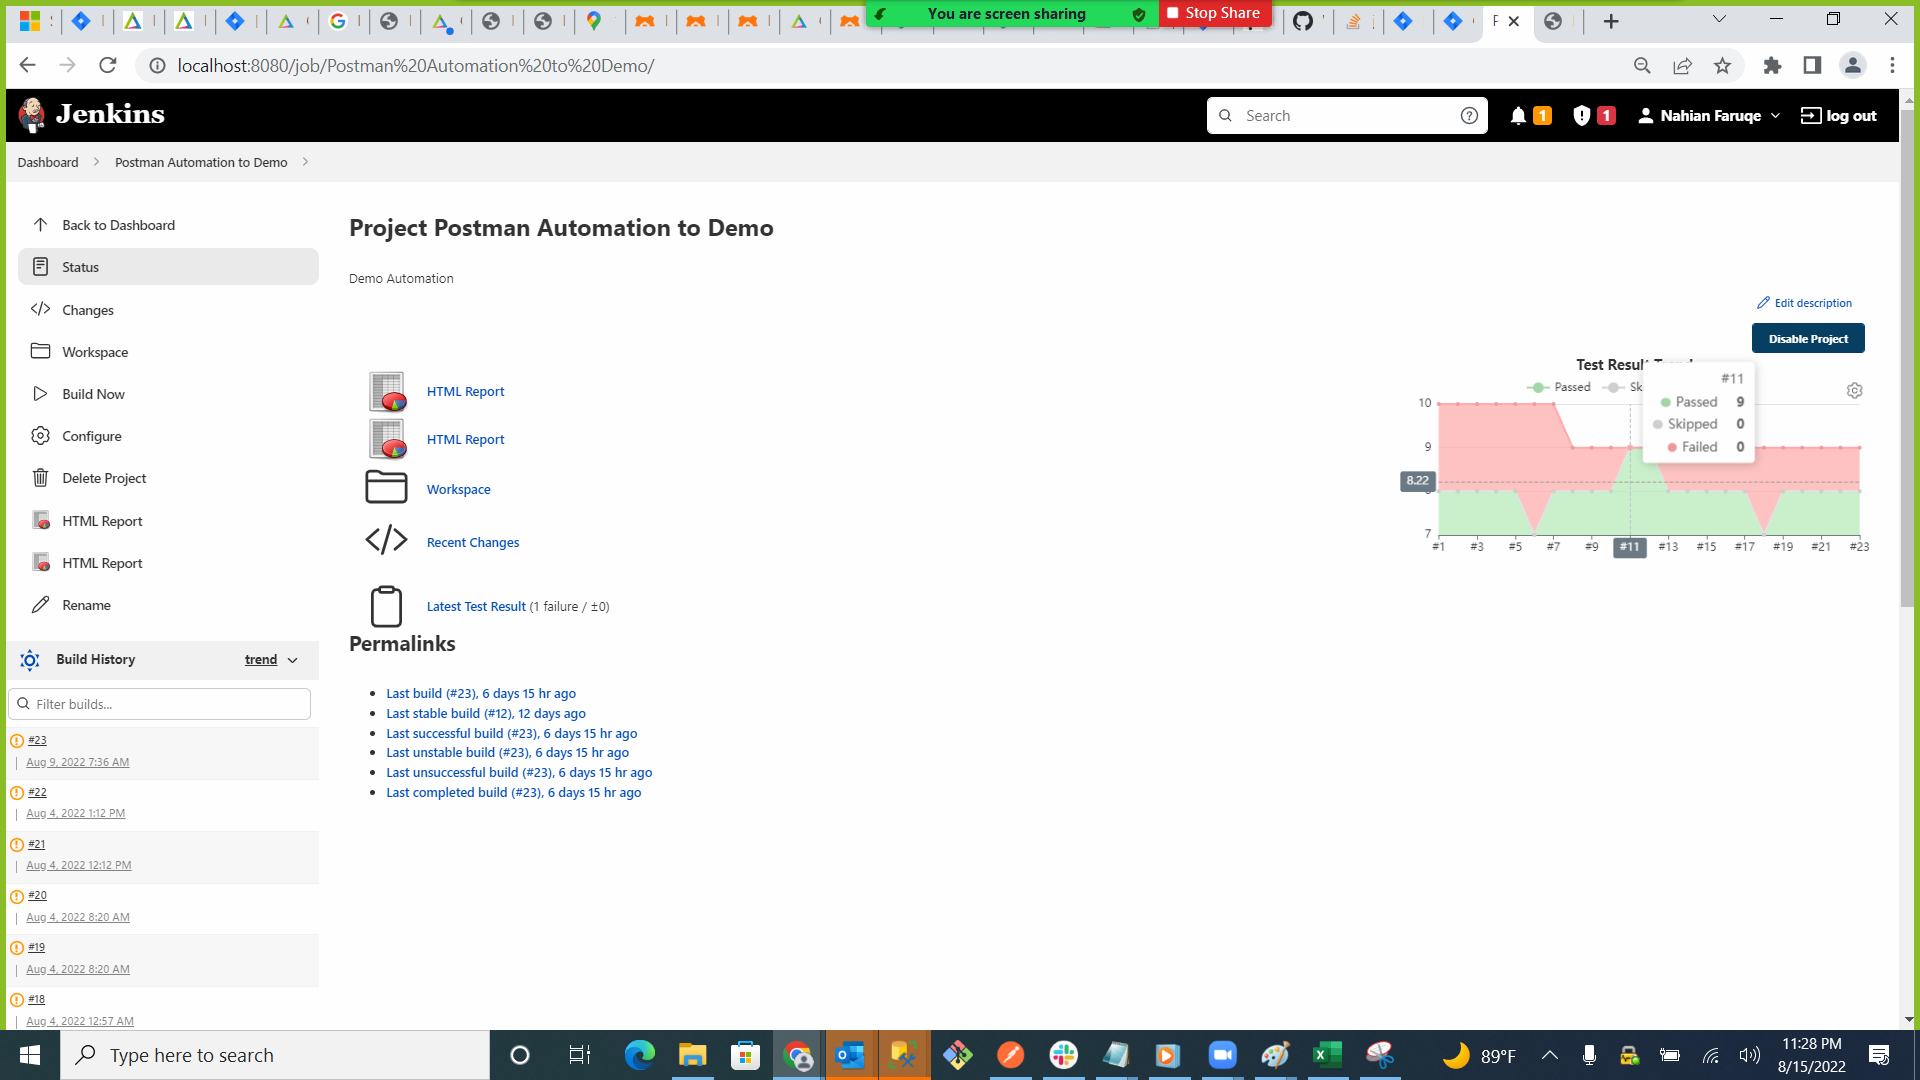 You are screen sharing
Stop Share
localhost:8080/job/Postman%20Automation%20to%20Demo/
Jenkins
Search
1
1
Nahian Faruqe
log out
Dashboard
Postman Automation to Demo
Back to Dashboard
Status
Changes
Workspace
Build Now
Configure
Delete Project
HTML Report
HTML Report
Rename
Build History
trend
Filter builds...
#23
Aug 9, 2022 7:36 AM
#22
Aug 4, 2022 1:12 PM
#21
Aug 4, 2022 12:12 PM
#20
Aug 4, 2022 8:20 AM
#19
Aug 4, 2022 8:20 AM
#18
Aug 4, 2022 12:57 AM
Project Postman Automation to Demo
Demo Automation
Edit description
Disable Project
HTML Report
HTML Report
Workspace
Recent Changes
Latest Test Result (1 failure / ±0)
Permalinks
Last build (#23), 6 days 15 hr ago
Last stable build (#12), 12 days ago
Last successful build (#23), 6 days 15 hr ago
Last unstable build (#23), 6 days 15 hr ago
Last unsuccessful build (#23), 6 days 15 hr ago
Last completed build (#23), 6 days 15 hr ago
Test Result
Passed
Sk
#11
Passed 9
Skipped 0
Failed 0
10
9
8.22
7
#1 #3 #5 #7 #9 #11 #13 #15 #17 #19 #21 #23
Type here to search
89°F
11:28 PM
8/15/2022